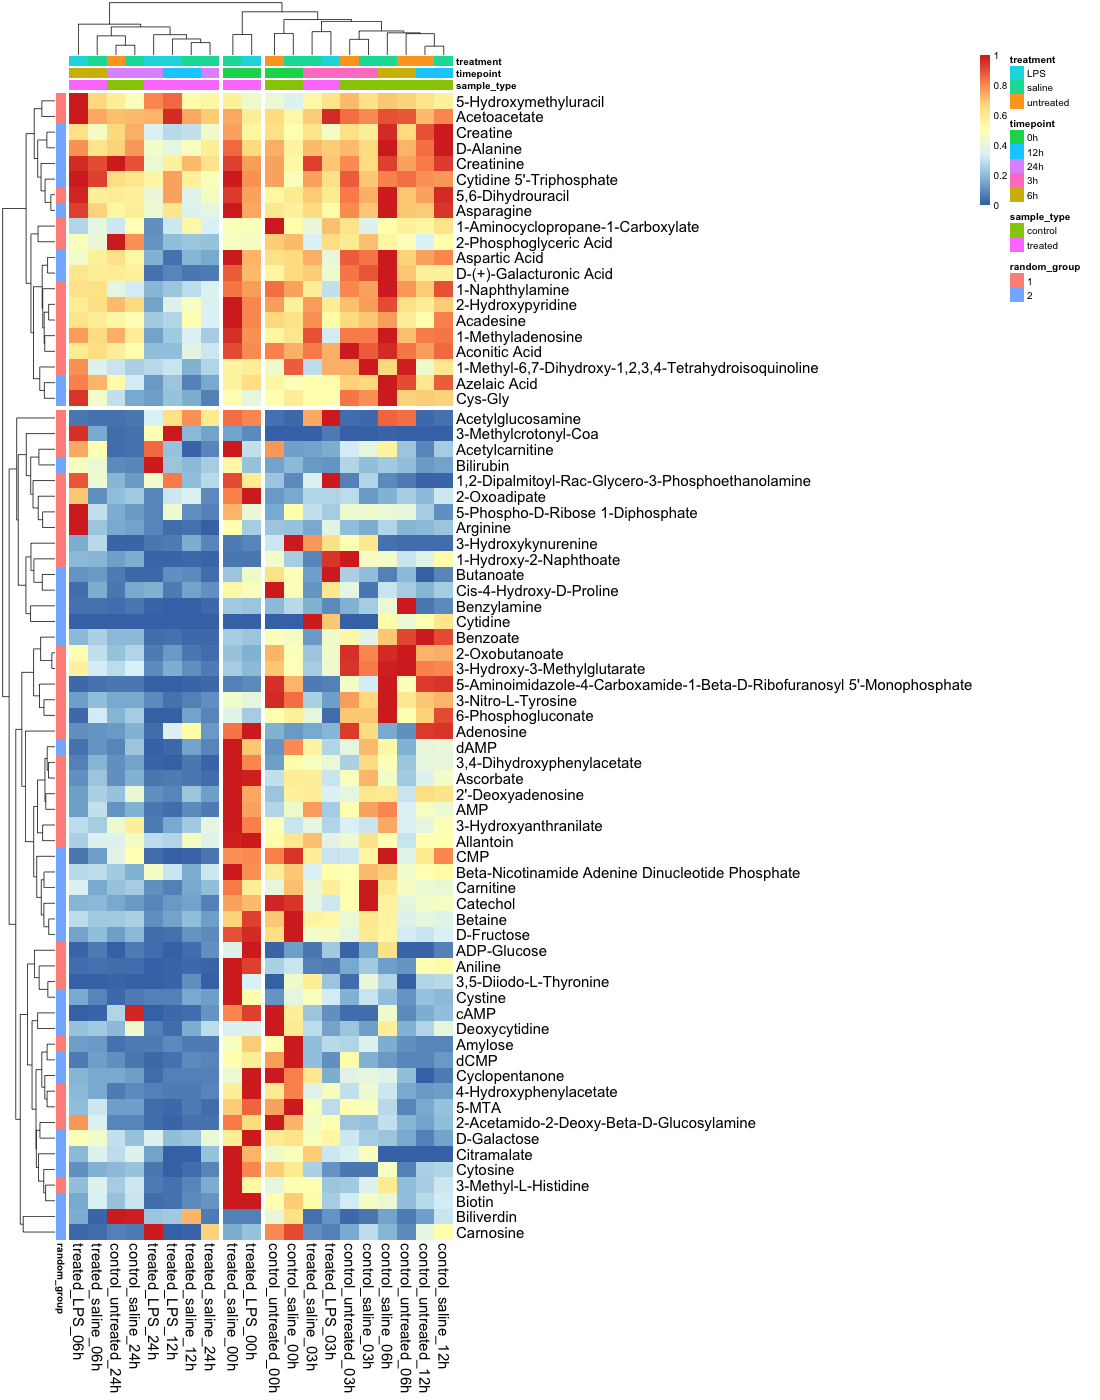 treatment
timepoint
sample_type
5-Hydroxymethyluracil
Acetoacetate
Creatine
D-Alanine
Creatinine
Cytidine 5'-Triphosphate
5,6-Dihydrouracil
Asparagine
1-Aminocyclopropane-1-Carboxylate
2-Phosphoglyceric Acid
Aspartic Acid
D-(+)-Galacturonic Acid
1-Naphthylamine
2-Hydroxypyridine
Acadesine
1-Methyladenosine
Aconitic Acid
1-Methyl-6,7-Dihydroxy-1,2,3,4-Tetrahydroisoquinoline
Azelaic Acid
Cys-Gly
Acetylglucosamine
3-Methylcrotonyl-Coa
Acetylcarnitine
Bilirubin
1,2-Dipalmitoyl-Rac-Glycero-3-Phosphoethanolamine
2-Oxoadipate
5-Phospho-D-Ribose 1-Diphosphate
Arginine
3-Hydroxykynurenine
1-Hydroxy-2-Naphthoate
Butanoate
Cis-4-Hydroxy-D-Proline
Benzylamine
Cytidine
Benzoate
2-Oxobutanoate
3-Hydroxy-3-Methylglutarate
5-Aminoimidazole-4-Carboxamide-1-Beta-D-Ribofuranosyl 5'-Monophosphate
3-Nitro-L-Tyrosine
6-Phosphogluconate
Adenosine
dAMP
3,4-Dihydroxyphenylacetate
Ascorbate
2'-Deoxyadenosine
AMP
3-Hydroxyanthranilate
Allantoin
CMP
Beta-Nicotinamide Adenine Dinucleotide Phosphate
Carnitine
Catechol
Betaine
D-Fructose
ADP-Glucose
Aniline
3,5-Diiodo-L-Thyronine
Cystine
cAMP
Deoxycytidine
Amylose
dCMP
Cyclopentanone
4-Hydroxyphenylacetate
5-MTA
2-Acetamido-2-Deoxy-Beta-D-Glucosylamine
D-Galactose
Citramalate
Cytosine
3-Methyl-L-Histidine
Biotin
Biliverdin
Carnosine
random_group
treated_LPS_06h
treated_saline_06h
control_untreated_24h
control_saline_24h
treated_LPS_24h
treated_LPS_12h
treated_saline_12h
treated_saline_24h
treated_saline_00h
treated_LPS_00h
control_untreated_00h
control_saline_00h
treated_saline_03h
treated_LPS_03h
control_untreated_03h
control_saline_03h
control_saline_06h
control_untreated_06h
control_untreated_12h
control_saline_12h
1
0.8
0.6
0.4
0.2
0
treatment
LPS
saline
untreated
timepoint
0h
12h
24h
3h
6h
sample_type
control
treated
random_group
1
2